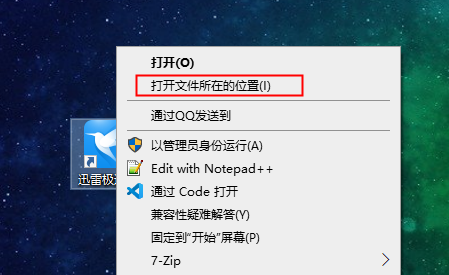 打开(O)
打开文件所在的位置(I)
通过QQ发送到
以管理员身份运行(A)
Edit with Notepad++
迅雷极
通过 Code 打开
兼容性疑难解答(Y)
固定到"开始"屏幕(P)
7-Zip